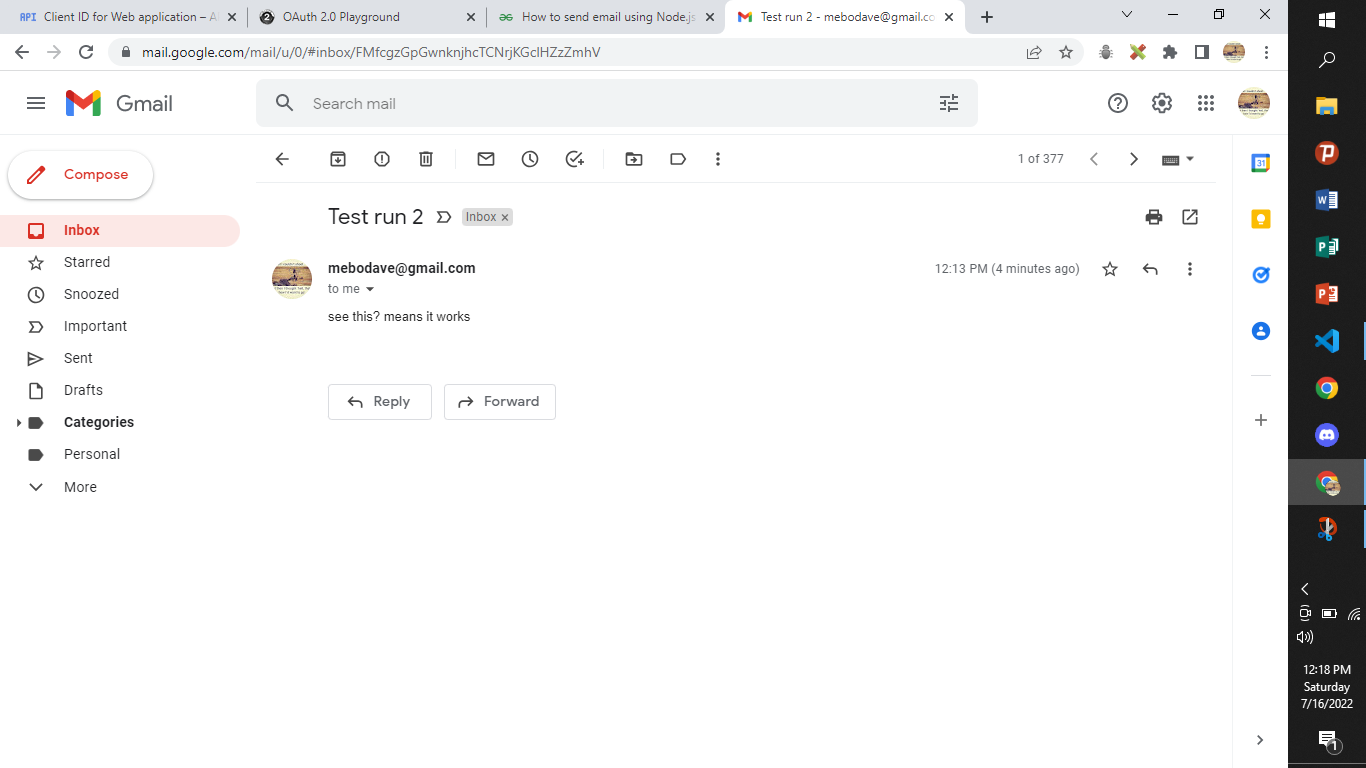 API Client ID for Web application – A
OAuth 2.0 Playground
How to send email using Node.js
Test run 2 - mebodave@gmail.co
mail.google.com/mail/u/0/#inbox/FMfcgzGpGwnknjhcTCNrjKGclHZzZmhV
Gmail
Search mail
Compose
1 of 377
31
Inbox
Starred
Snoozed
Important
Sent
Drafts
Categories
Personal
More
Test run 2
Inbox ×
mebodave@gmail.com
12:13 PM (4 minutes ago)
to me
see this? means it works
Reply
Forward
12:18 PM
Saturday
7/16/2022
1